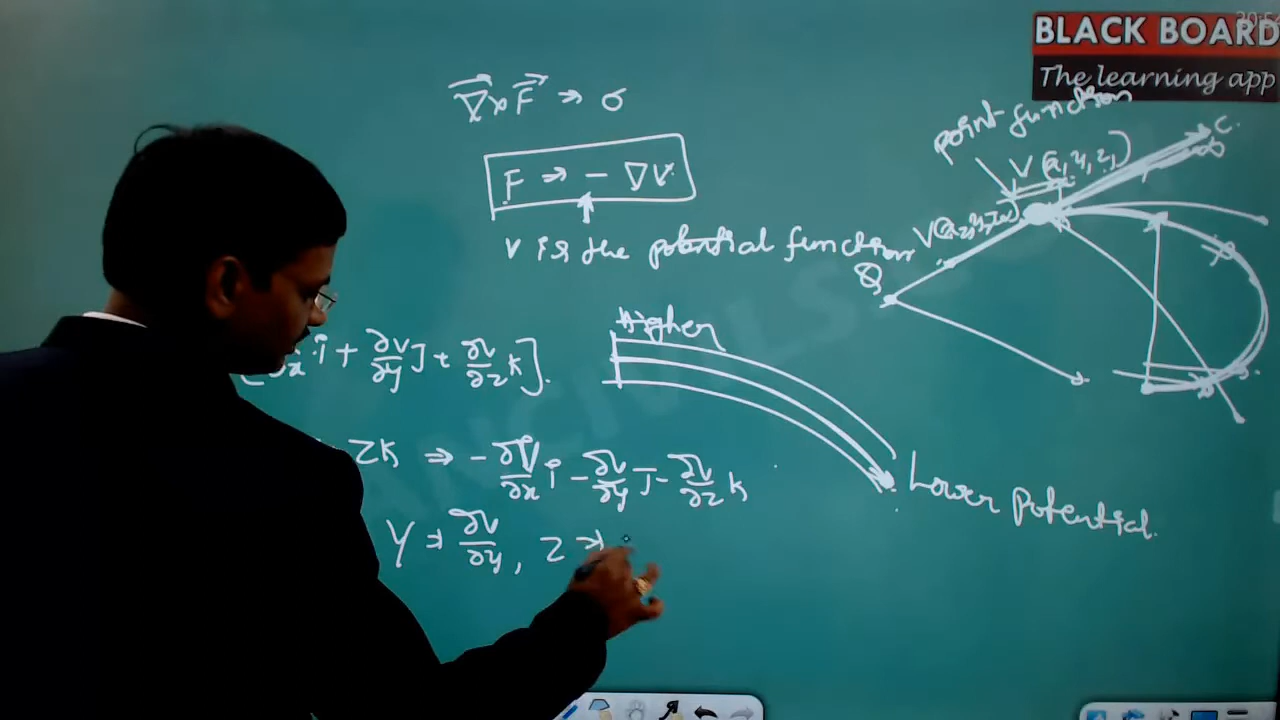 BLACK BOARD
The learning app
∇ × F → 0
F → - ∇V
V is the potential function
point function
V(x, y, z,)
C.
Q
Higher
x i + ∂V/∂y J + ∂V/∂z K].
ZK ⇒ - ∂V/∂x i - ∂V/∂y J - ∂V/∂z K
Lower Potential.
Y → ∂V/∂y, Z →